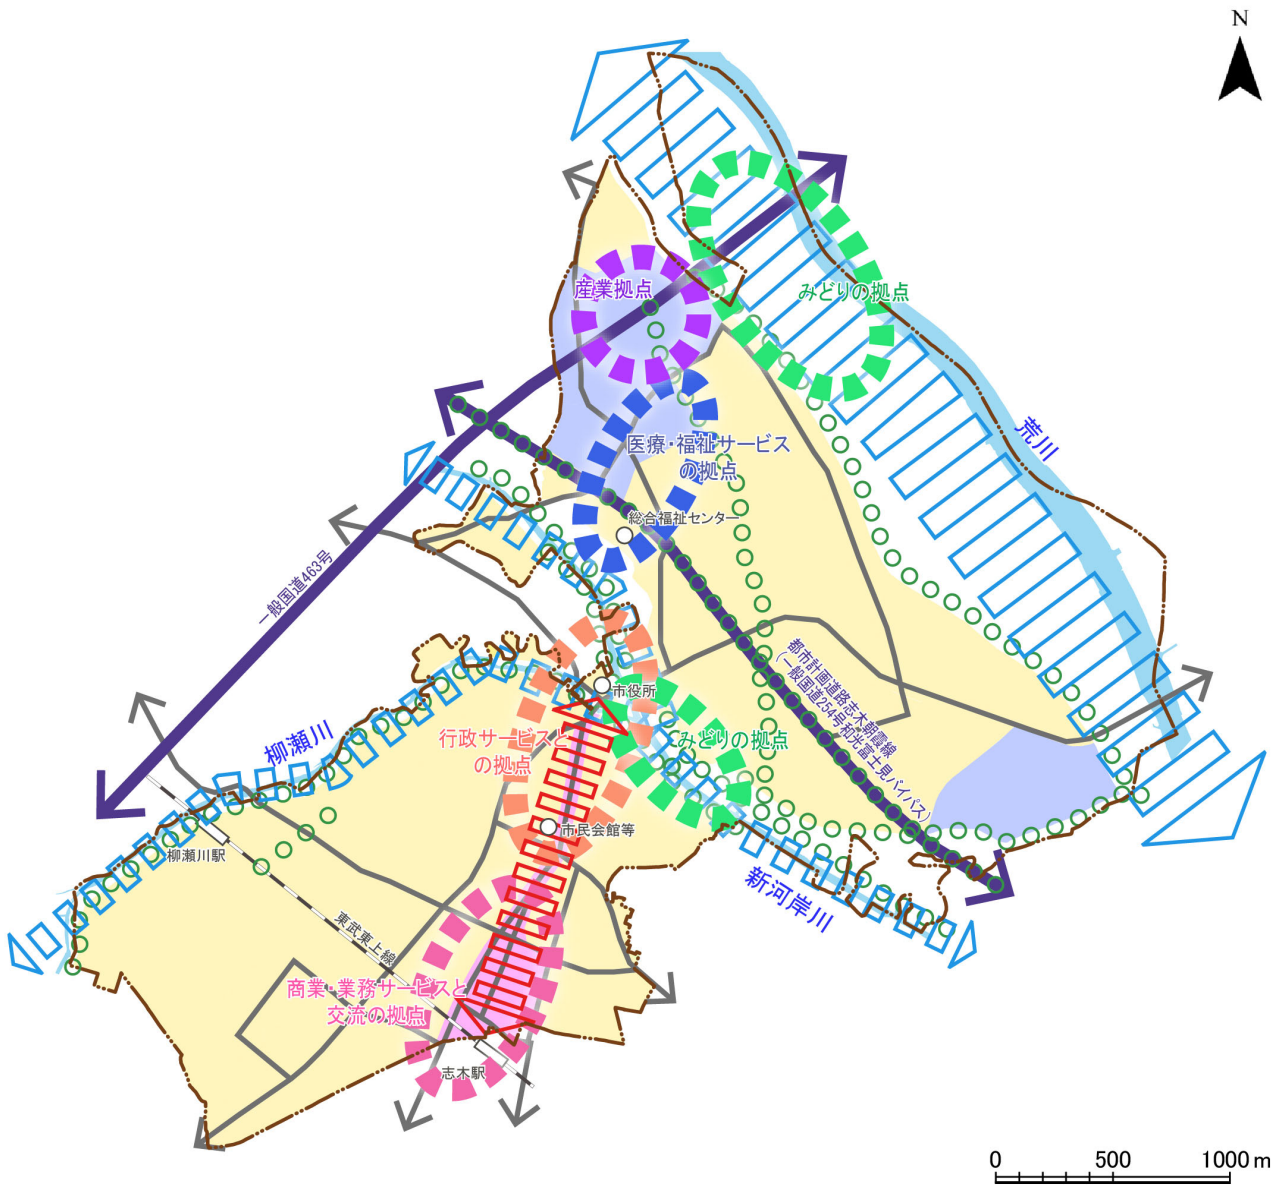 N
産業拠点
みどりの拠点
荒川
医療・福祉サービス
の拠点
総合福祉センター
一般国道463号
都市計画道路志木朝霞線
(一般国道254号和光富士見バイパス)
市役所
行政サービスと
の拠点
みどりの拠点
柳瀬川
市民会館等
柳瀬川駅
新河岸川
東武東上線
商業・業務サービスと
交流の拠点
志木駅
0 500 1000m